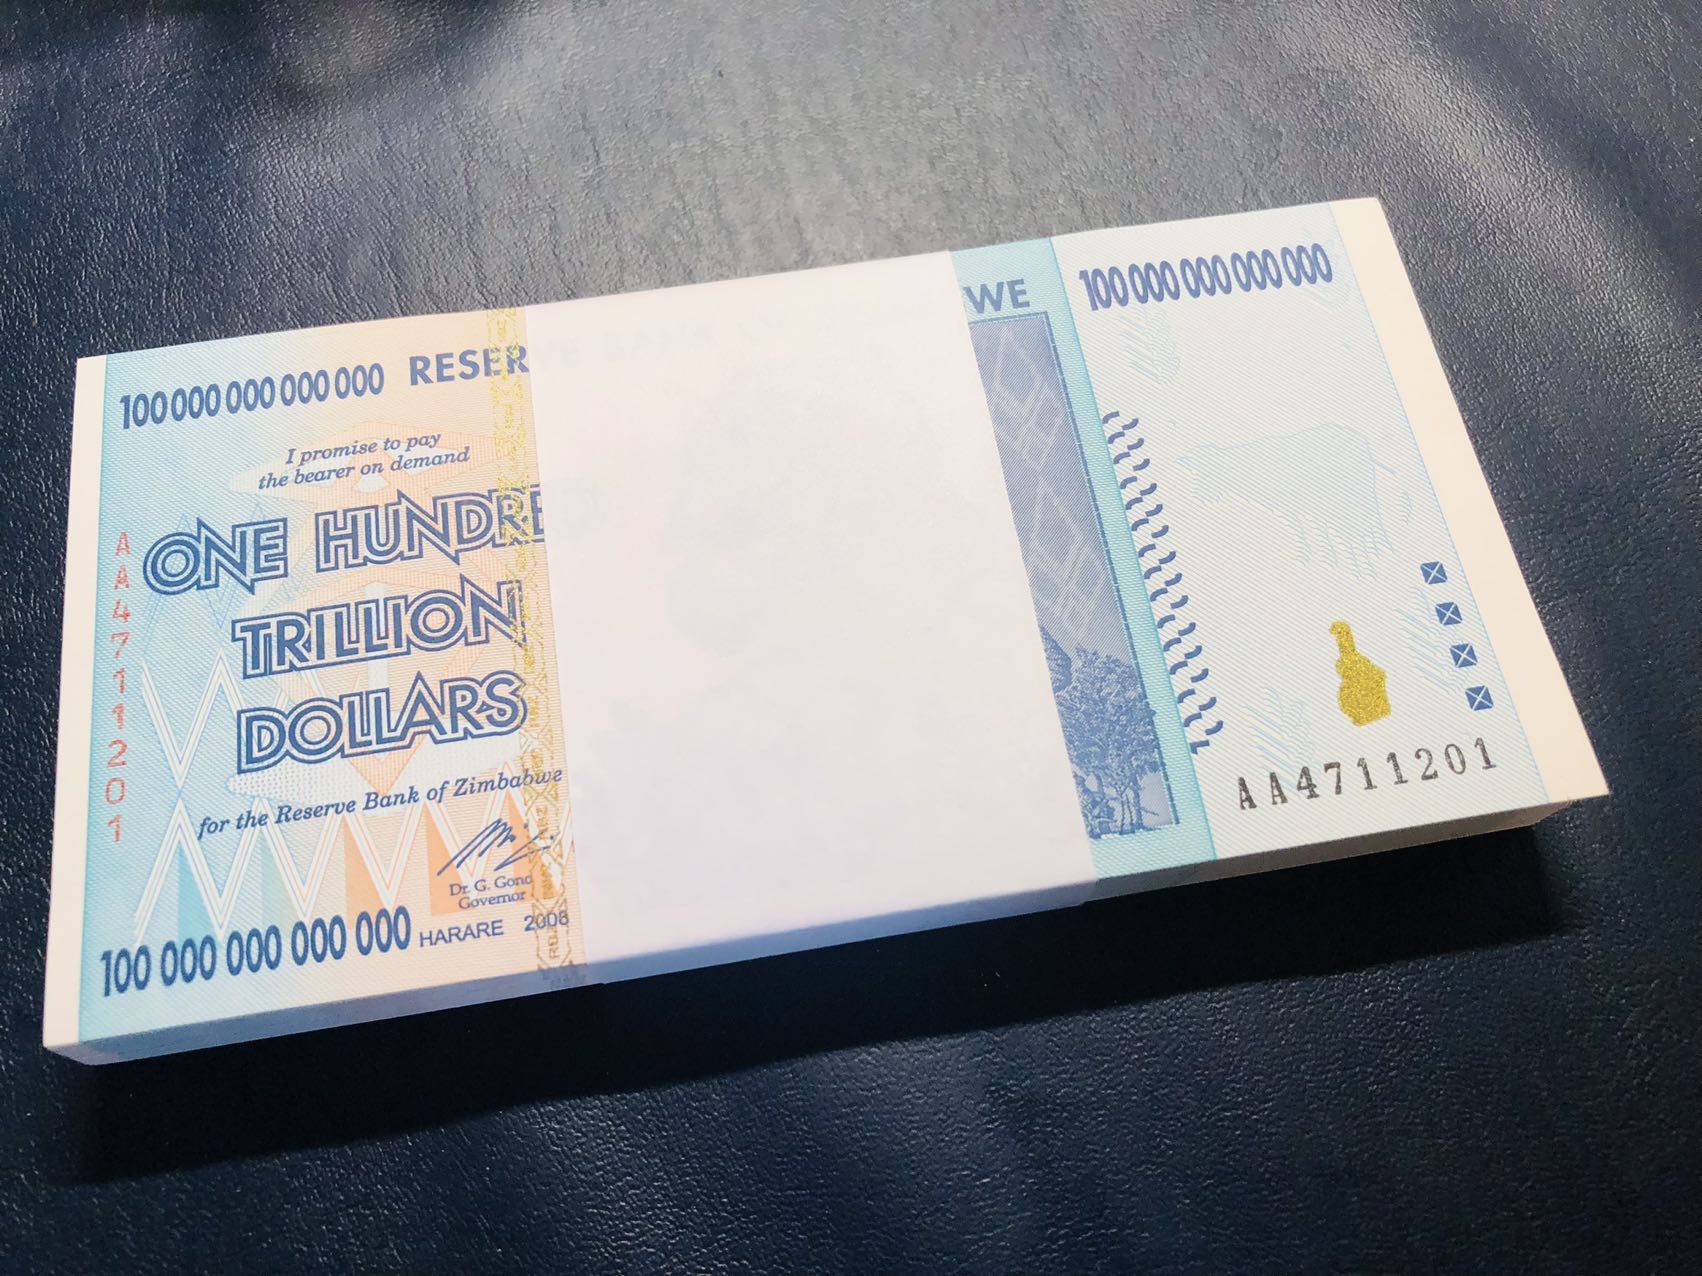 100 000 000 000 000 RESER
WE
100 000 000 000 000
I promise to pay
the bearer on demand
ONE HUNDRE
TRILLION
DOLLARS
for the Reserve Bank of Zimbabwe
Dr. G. Gono
Governor
100 000 000 000 000 HARARE 2008
AA4711201
AA4711201